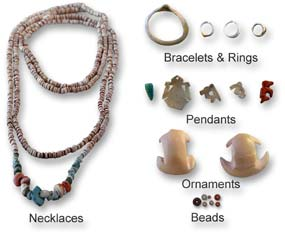 Bracelets & Rings
Pendants
Ornaments
Necklaces
Beads